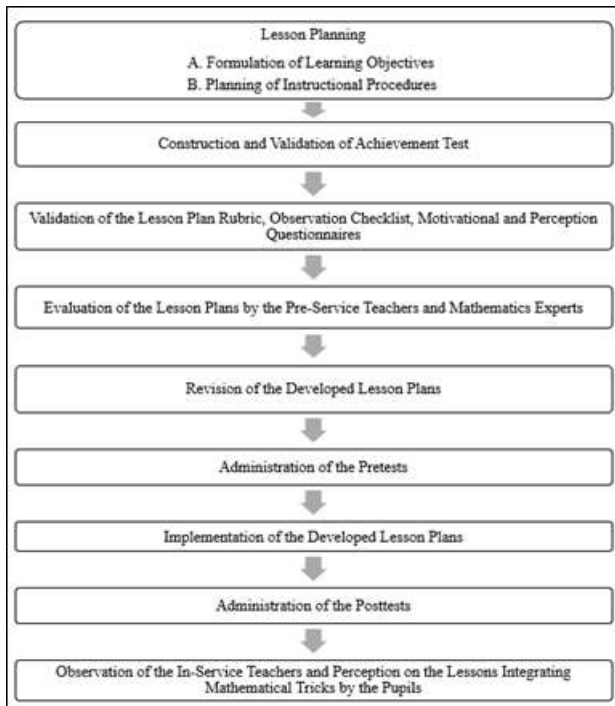 Lesson Planning
A. Formulation of Learning Objectives
B. Planning of Instructional Procedures
Construction and Validation of Achievement Test
Validation of the Lesson Plan Rubric, Observation Checklist, Motivational and Perception
Questionnaires
Evaluation of the Lesson Plans by the Pre-Service Teachers and Mathematics Experts
Revision of the Developed Lesson Plans
Administration of the Pretests
Implementation of the Developed Lesson Plans
Administration of the Posttests
Observation of the In-Service Teachers and Perception on the Lessons Integrating
Mathematical Tricks by the Pupils